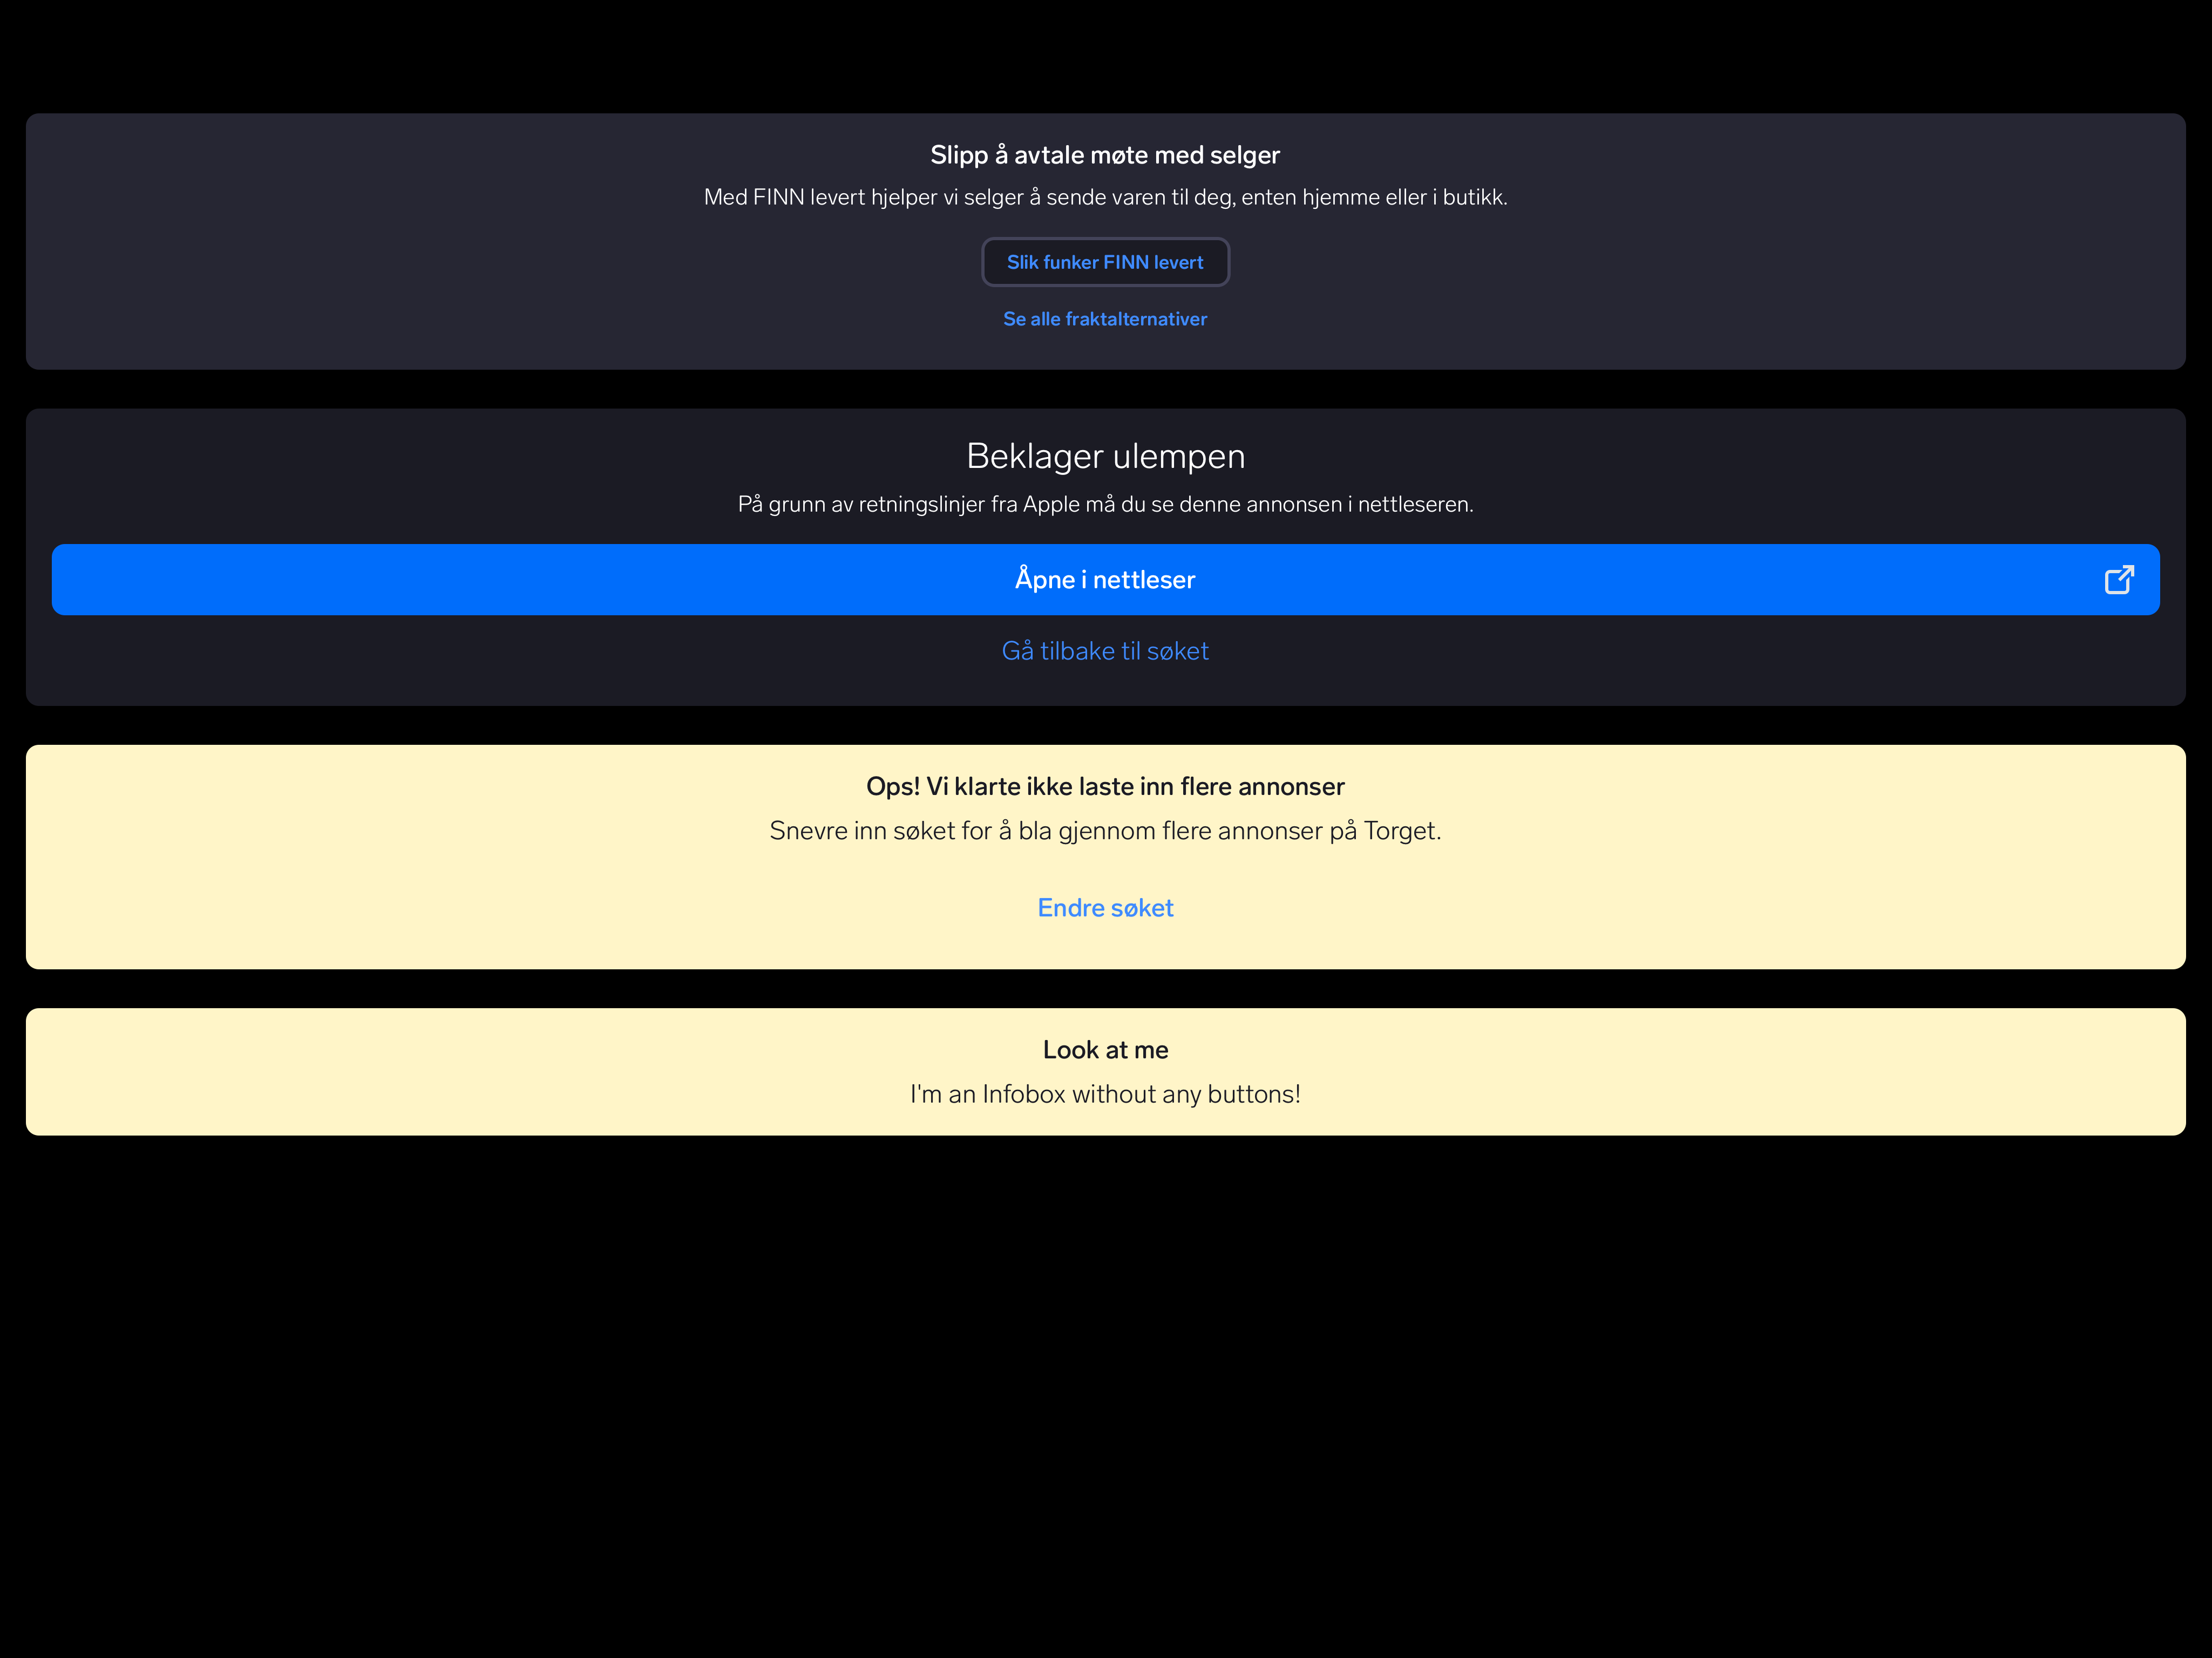 Slipp å avtale møte med selger
Med FINN levert hjelper vi selger å sende varen til deg, enten hjemme eller i butikk.
Slik funker FINN levert
Se alle fraktalternativer
Beklager ulempen
På grunn av retningslinjer fra Apple må du se denne annonsen i nettleseren.
Åpne i nettleser
Gå tilbake til søket
Ops! Vi klarte ikke laste inn flere annonser
Snevre inn søket for å bla gjennom flere annonser på Torget.
Endre søket
Look at me
I'm an Infobox without any buttons!